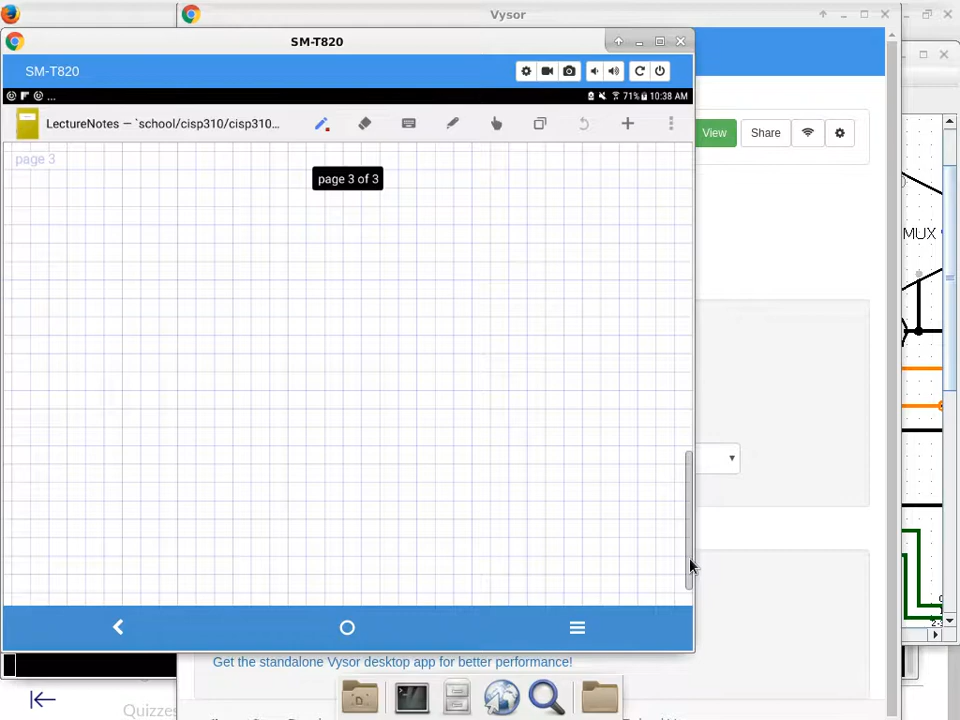 Vysor
SM-T820
SM-T820
71% 10:38 AM
LectureNotes — `school/cisp310/cisp310...
View
Share
page 3
page 3 of 3
MUX
Get the standalone Vysor desktop app for better performance!
Quizzes